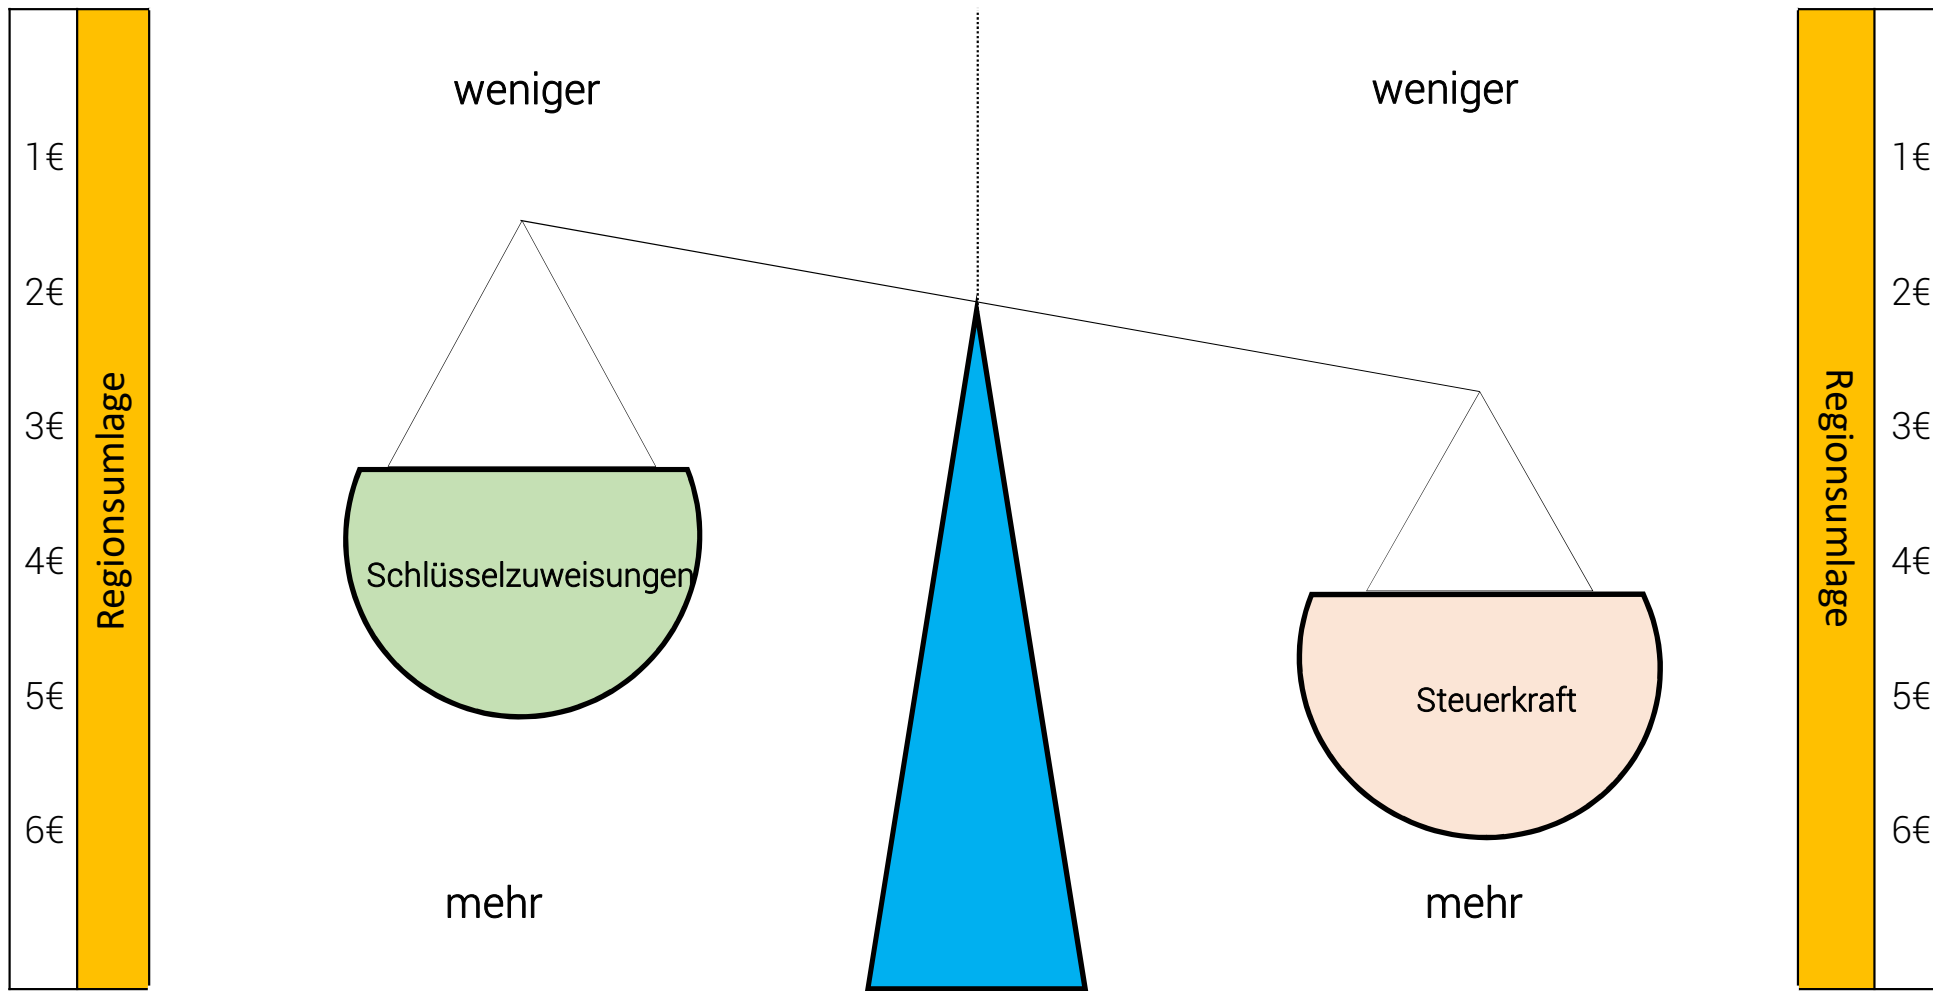 weniger
weniger
1€
1€
2€
2€
Regionsumlage
Regionsumlage
3€
3€
4€
4€
Schlüsselzuweisungen
5€
Steuerkraft
5€
6€
6€
mehr
mehr